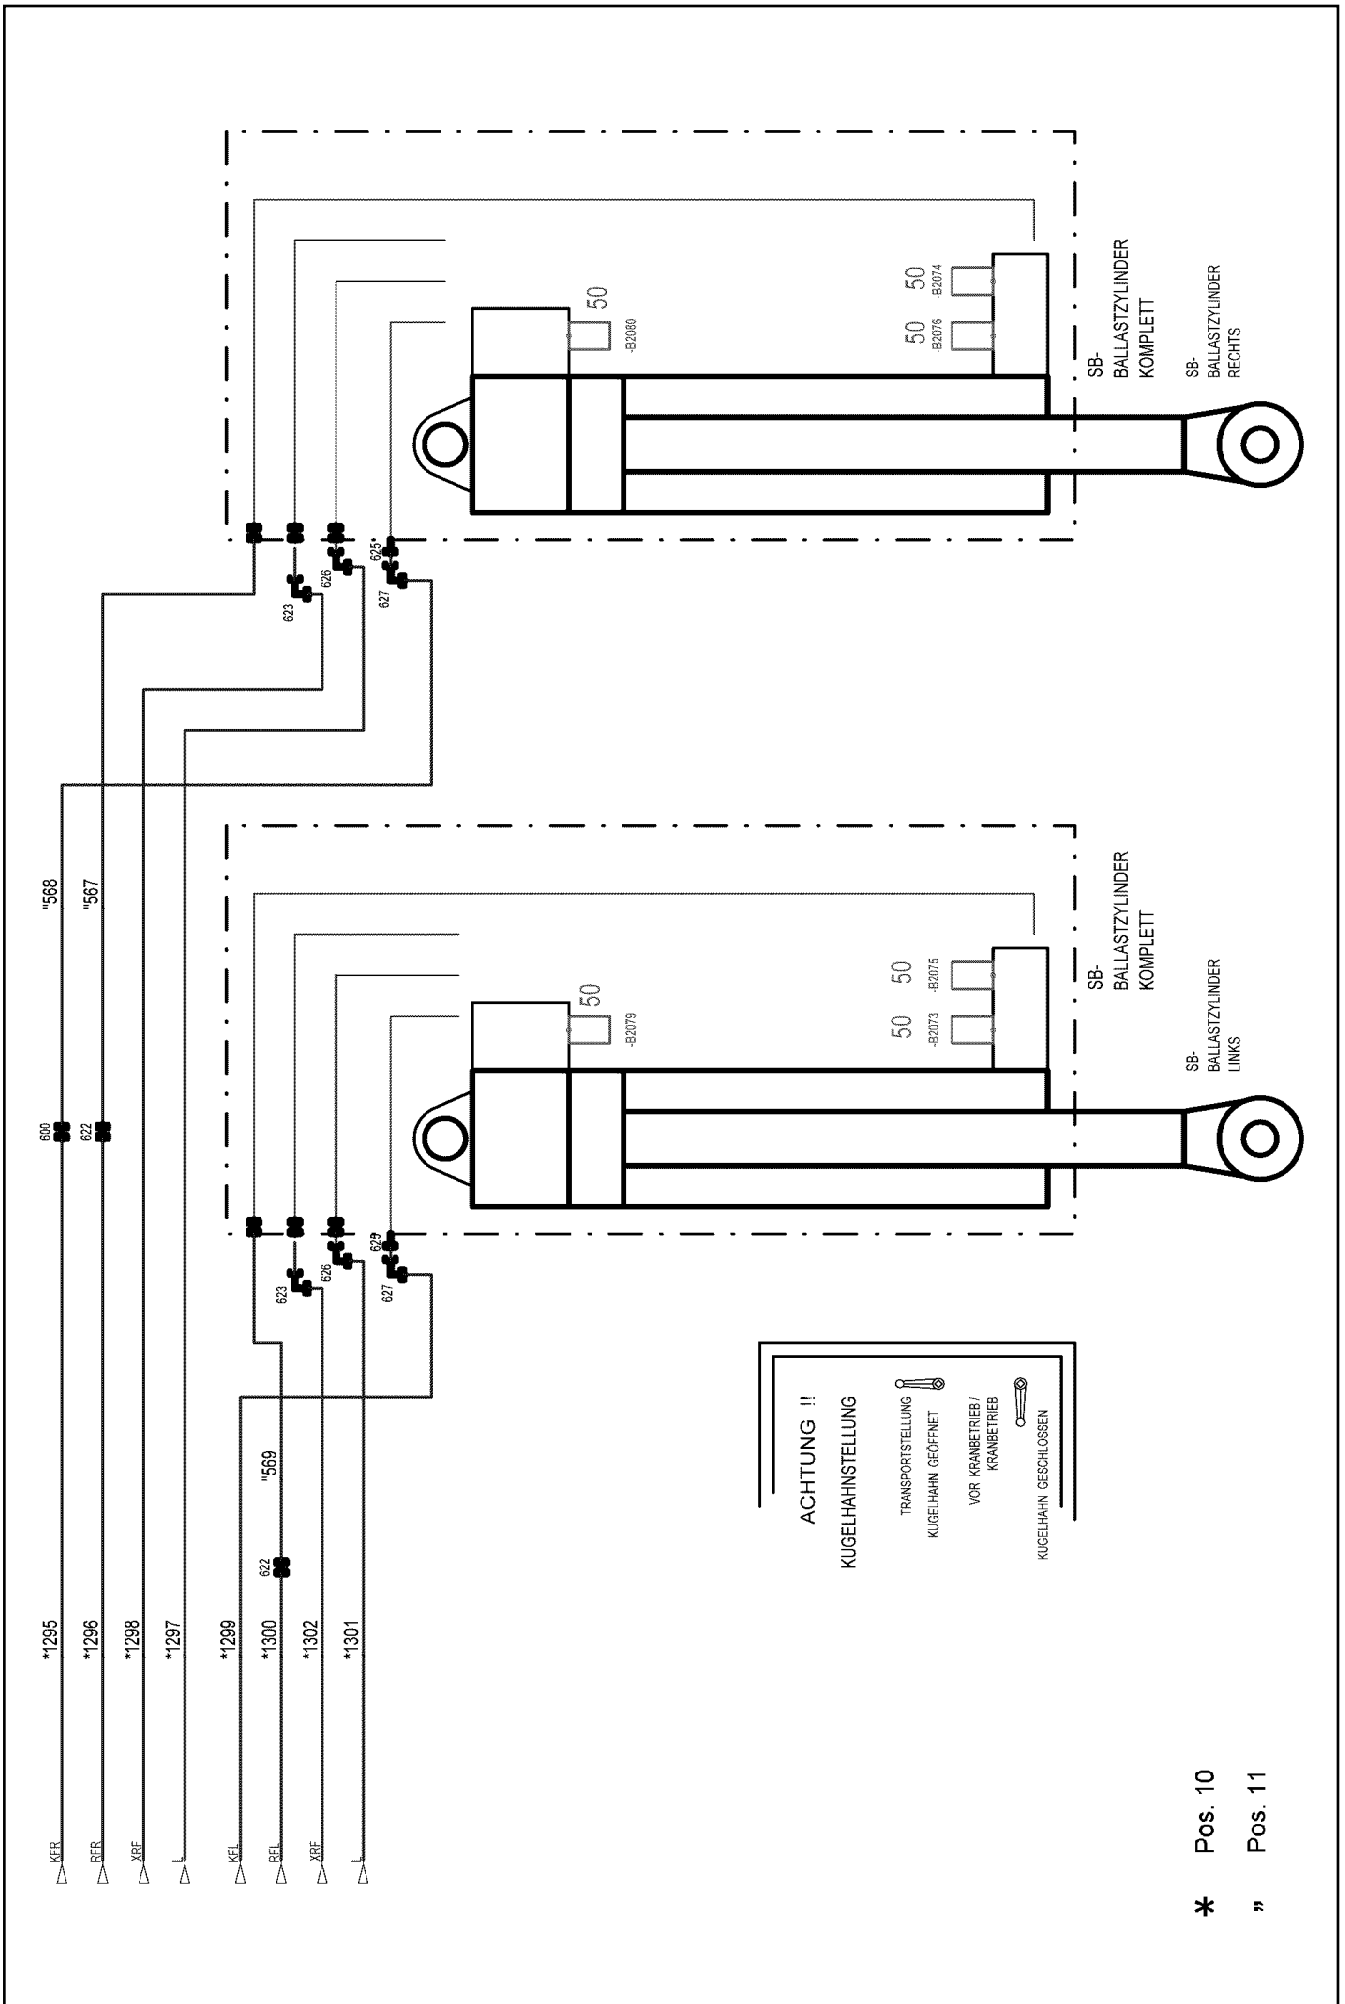 KFR
*1295
600
"568
RFR
*1296
622
"567
XRF
*1298
L
*1297
KFL
*1299
RFL
*1300
622
"569
XRF
*1302
L
*1301
623
626
625
627
623
626
625
627
50
-B2079
50
-B2073
50
-B2075
SB-
BALLASTZYLINDER
KOMPLETT
SB-
BALLASTZYLINDER
LINKS
50
-B2080
50
-B2076
50
-B2074
SB-
BALLASTZYLINDER
KOMPLETT
SB-
BALLASTZYLINDER
RECHTS
ACHTUNG !!
KUGELHAHNSTELLUNG
TRANSPORTSTELLUNG
KUGELHAHN GEÖFFNET
VOR KRANBETRIEB/
KRANBETRIEB
KUGELHAHN GESCHLOSSEN
* Pos. 10
" Pos. 11